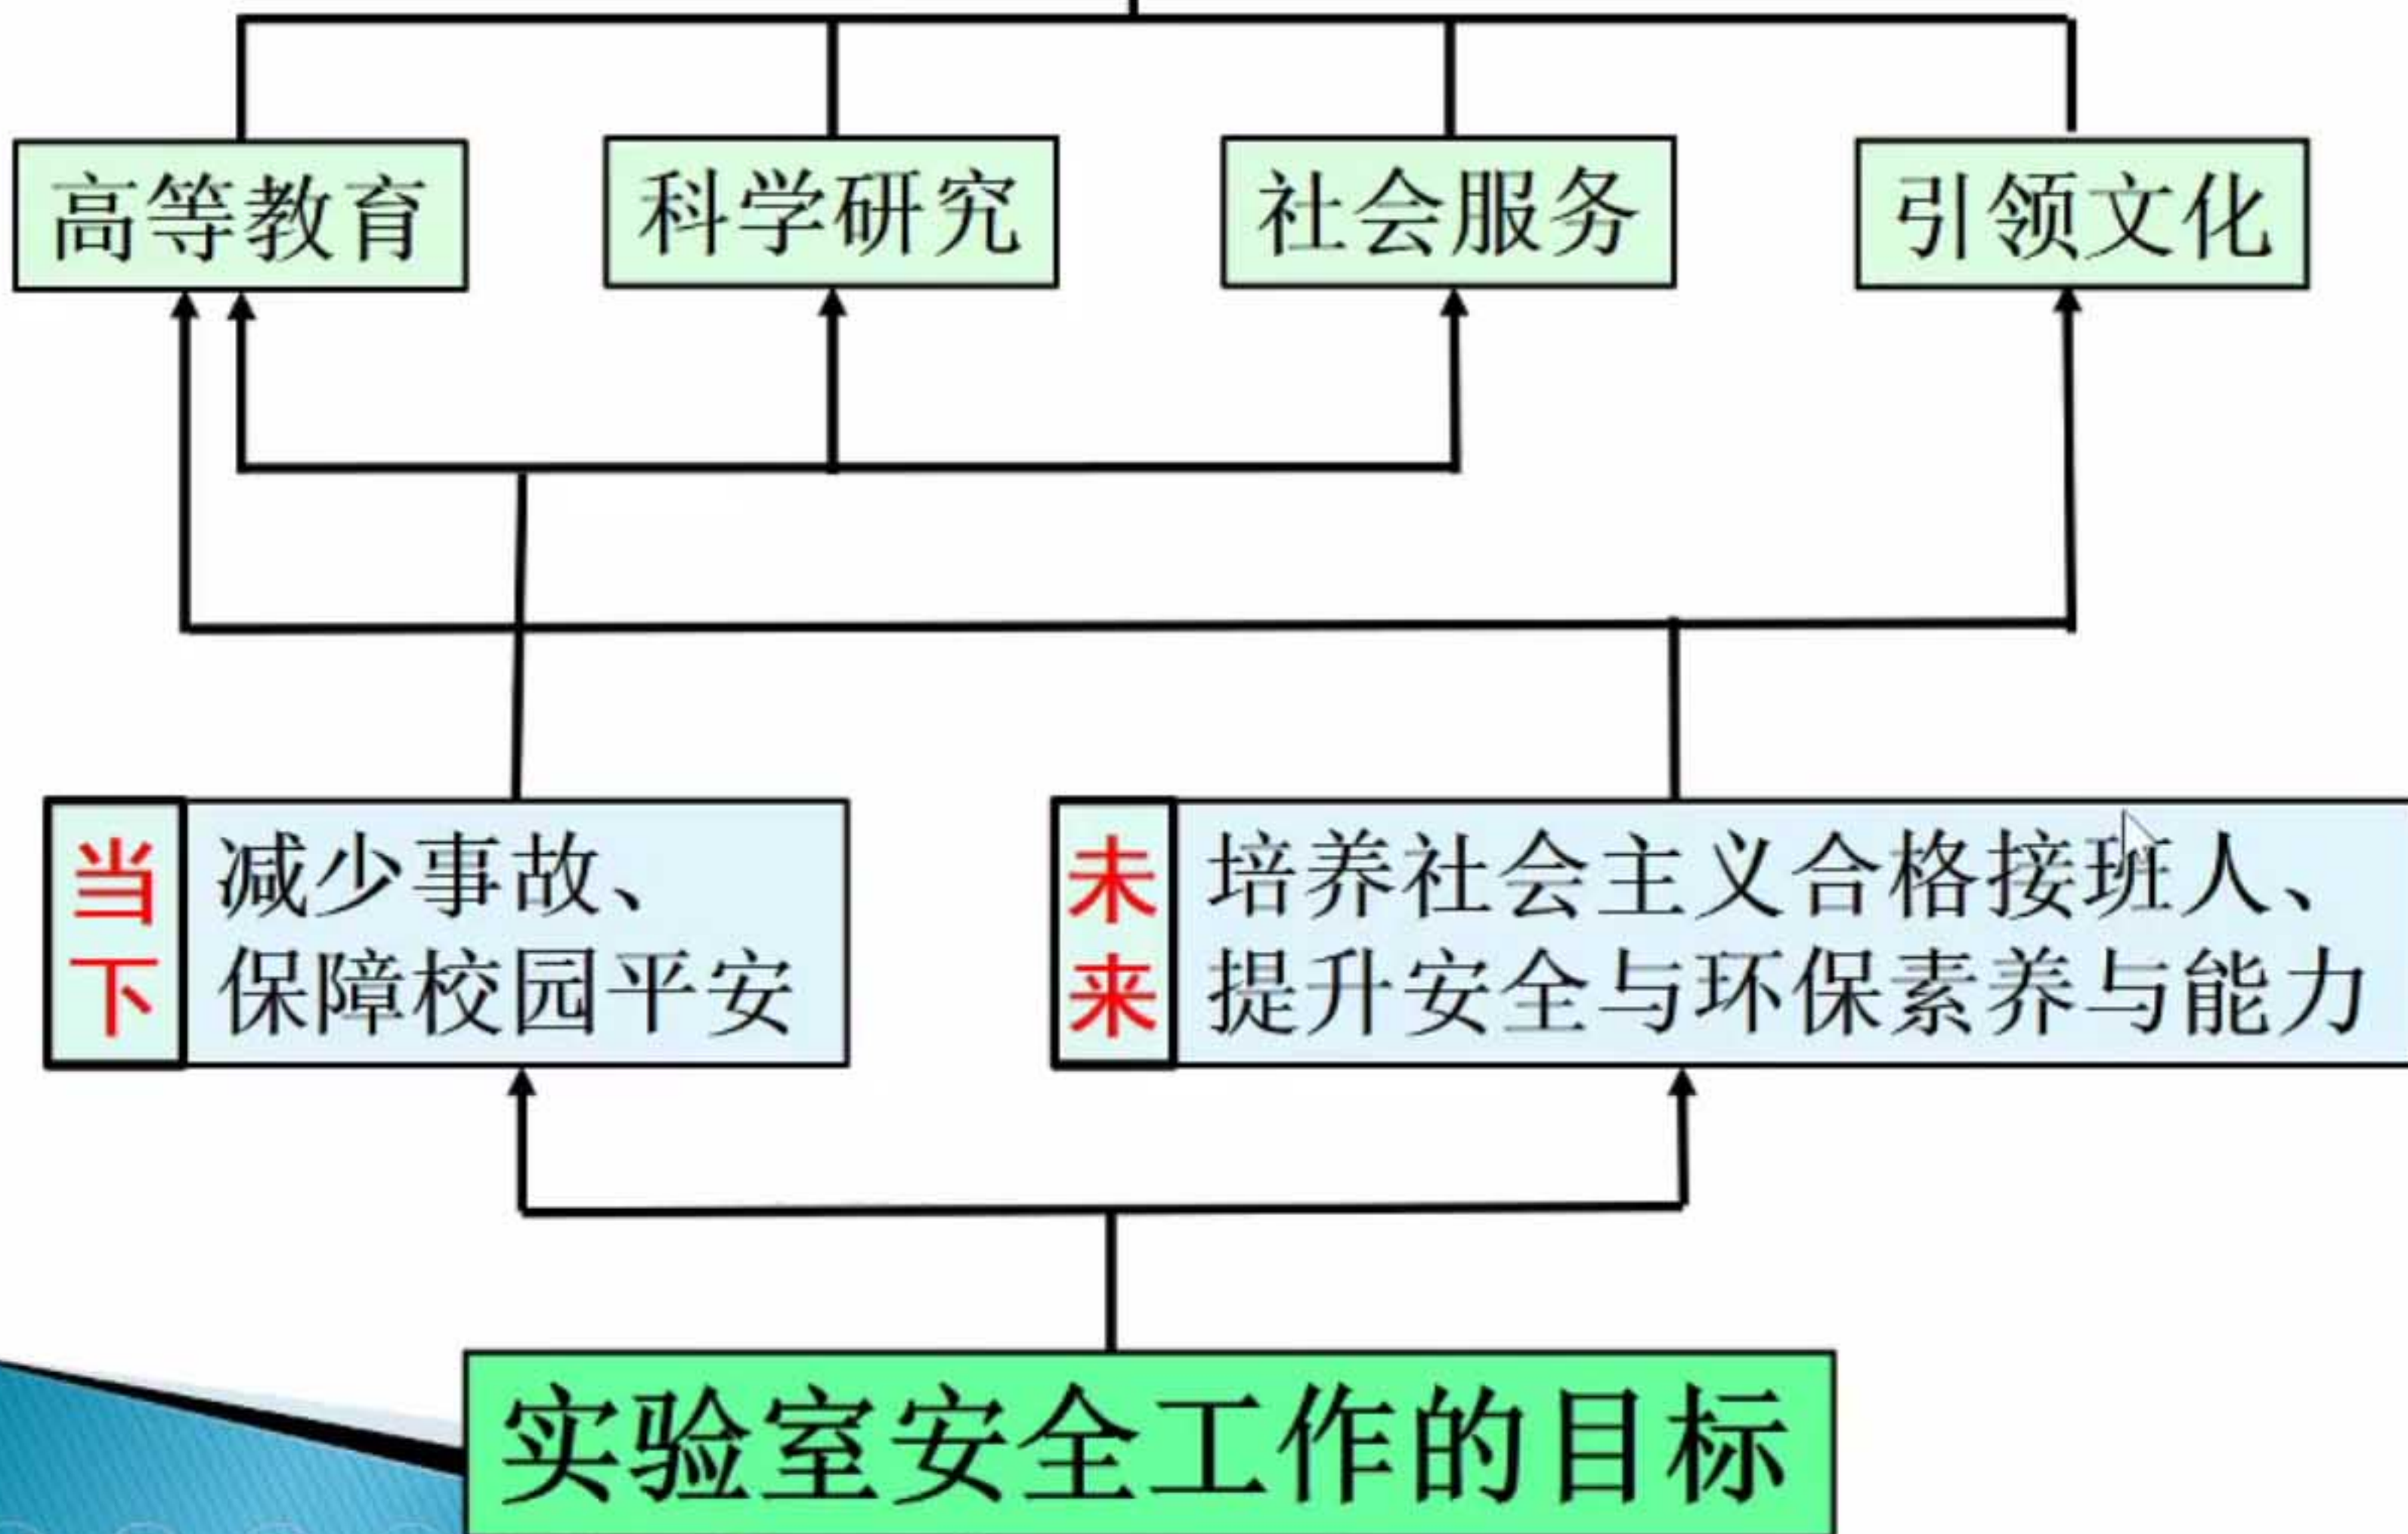 高等教育
科学研究
社会服务
引领文化
当下
减少事故、
保障校园平安
未来
培养社会主义合格接班人、
提升安全与环保素养与能力
实验室安全工作的目标